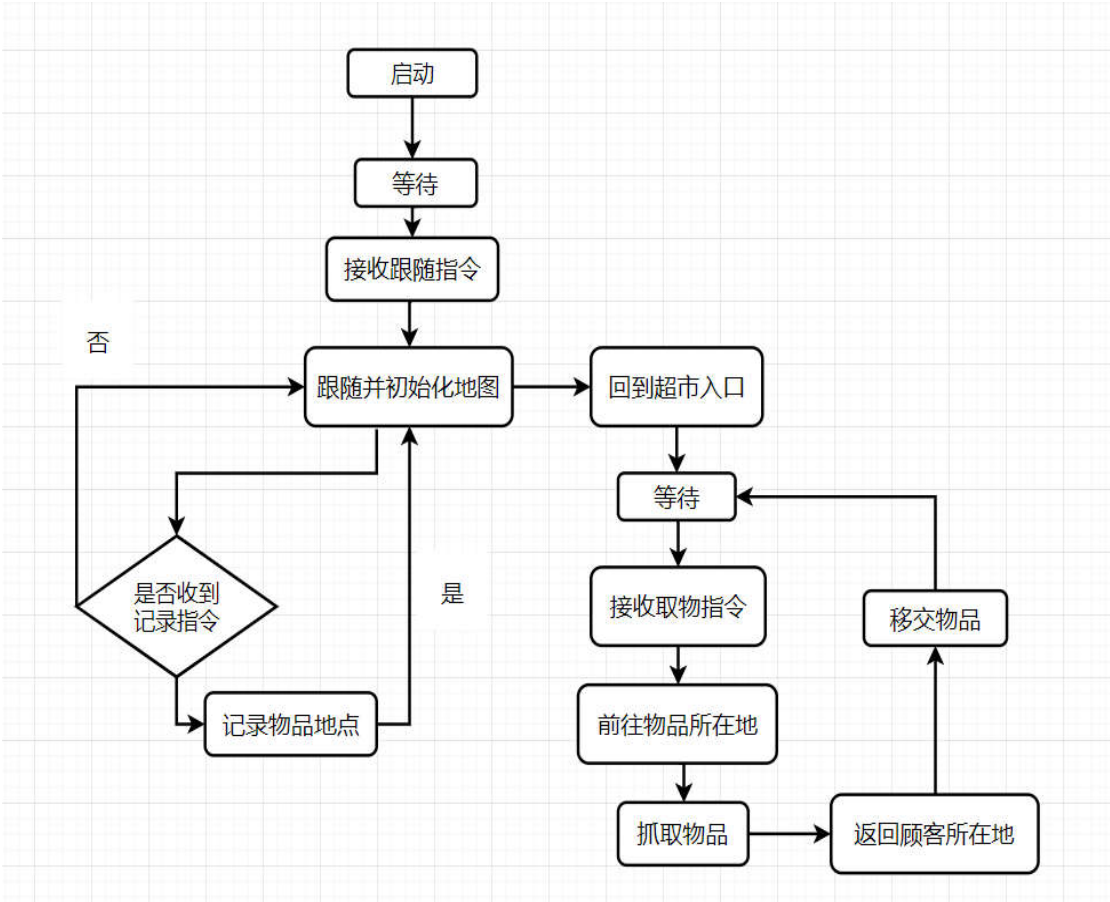 启动
等待
接收跟随指令
否
跟随并初始化地图
回到超市入口
等待
是否收到
记录指令
是
接收取物指令
移交物品
记录物品地点
前往物品所在地
抓取物品
返回顾客所在地